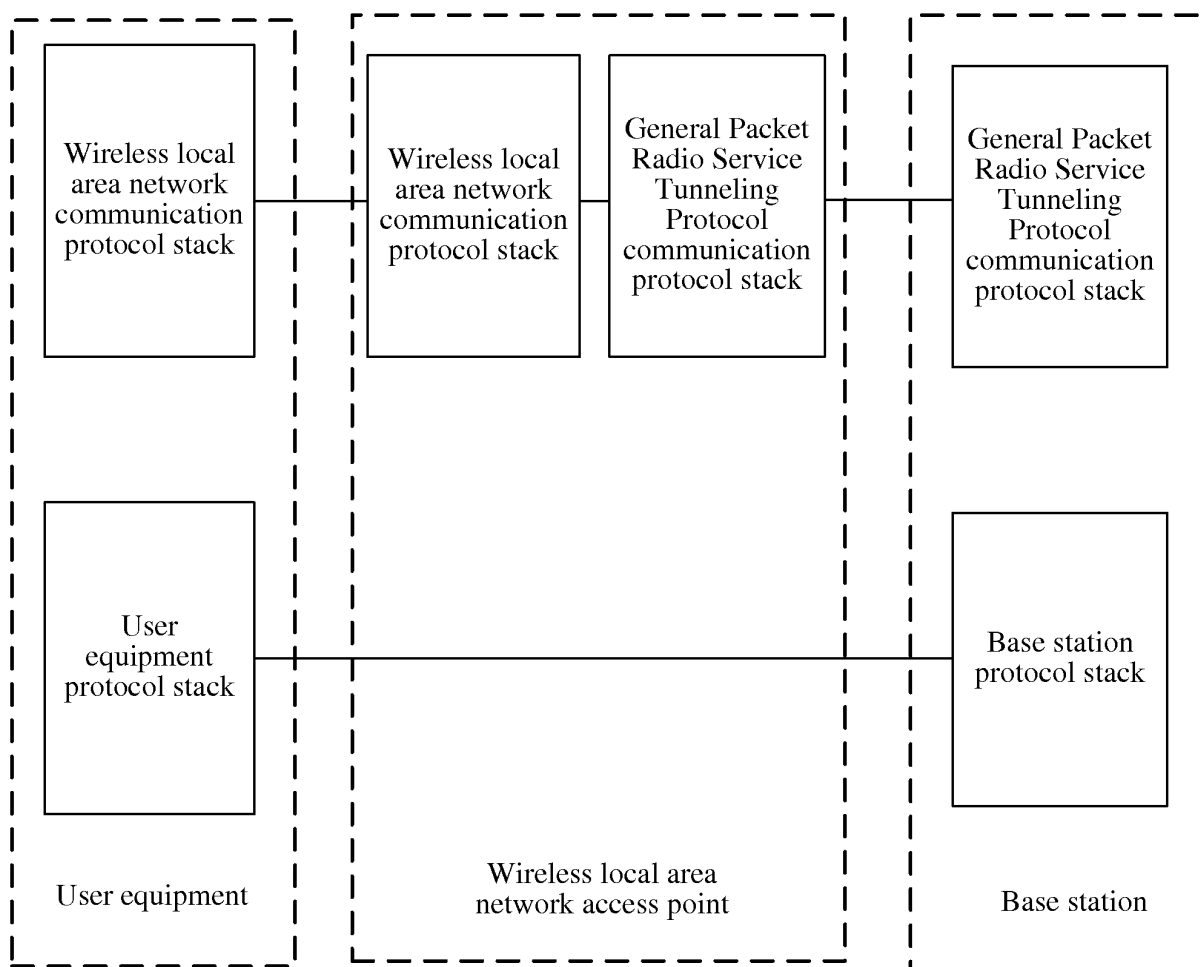 Wireless local
area network
communication
protocol stack
Wireless local
area network
communication
protocol stack
General Packet
Radio Service
Tunneling
Protocol
communication
protocol stack
General Packet
Radio Service
Tunneling
Protocol
communication
protocol stack
User
equipment
protocol stack
Base station
protocol stack
User equipment
Wireless local area
network access point
Base station